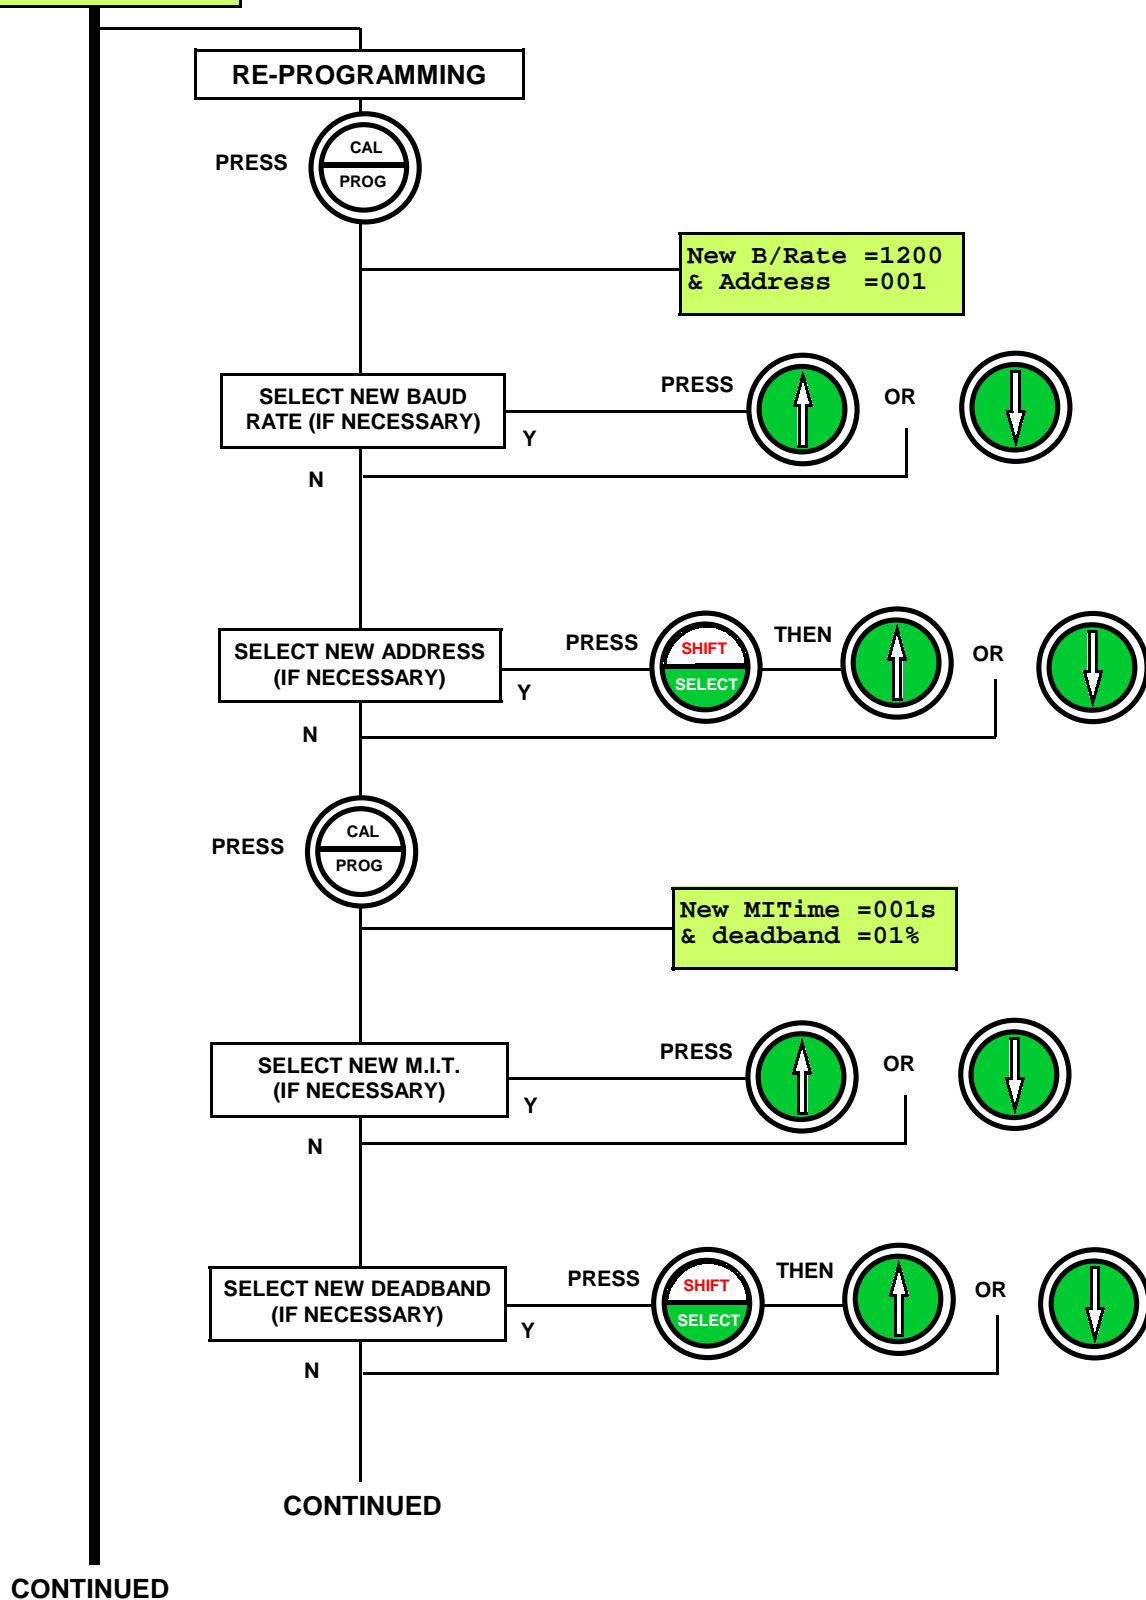 RE-PROGRAMMING
PRESS
CAL
PROG
New B/Rate =1200
& Address  =001
SELECT NEW BAUD
RATE (IF NECESSARY)
Y
PRESS
OR
N
SELECT NEW ADDRESS
(IF NECESSARY)
Y
PRESS
SHIFT
SELECT
THEN
OR
N
PRESS
CAL
PROG
New MITime =001s
& deadband =01%
SELECT NEW M.I.T.
(IF NECESSARY)
Y
PRESS
OR
N
SELECT NEW DEADBAND
(IF NECESSARY)
Y
PRESS
SHIFT
SELECT
THEN
OR
N
CONTINUED
CONTINUED